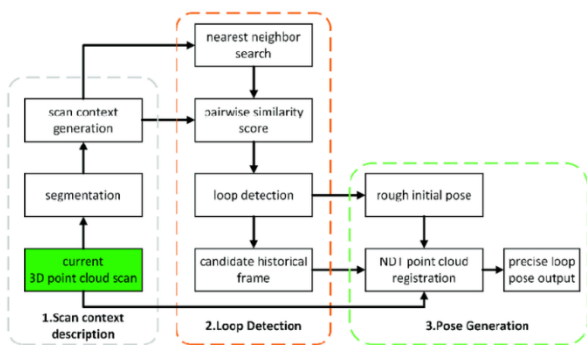 nearest neighbor
search
scan context
generation
pairwise similarity
score
segmentation
loop detection
rough initial pose
current
3D point cloud scan
candidate historical
frame
NDT point cloud
registration
precise loop
pose output
1.Scan context
description
2.Loop Detection
3.Pose Generation